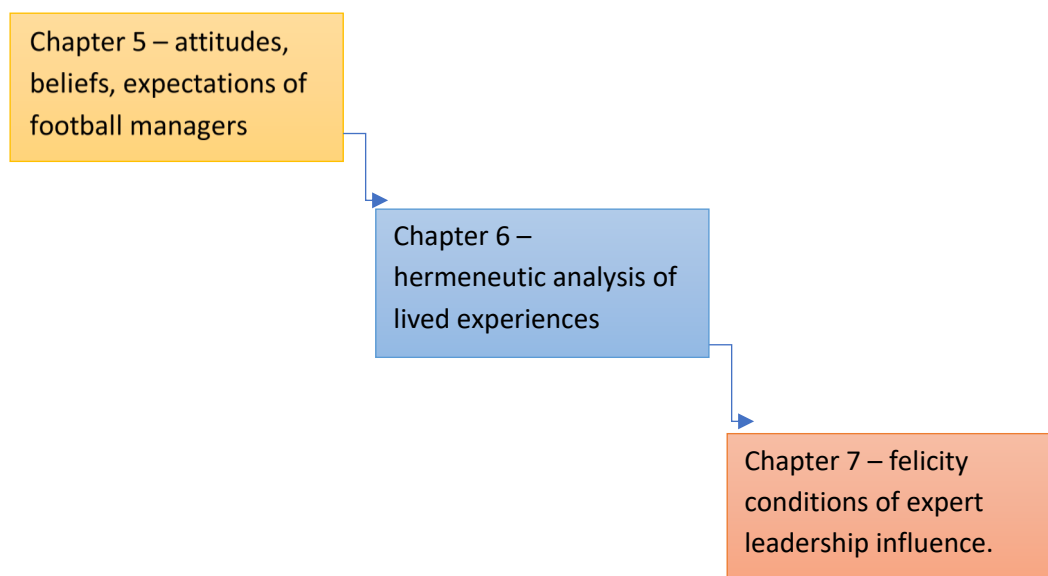 Chapter 5 – attitudes,
beliefs, expectations of
football managers
Chapter 6 –
hermeneutic analysis of
lived experiences
Chapter 7 – felicity
conditions of expert
leadership influence.